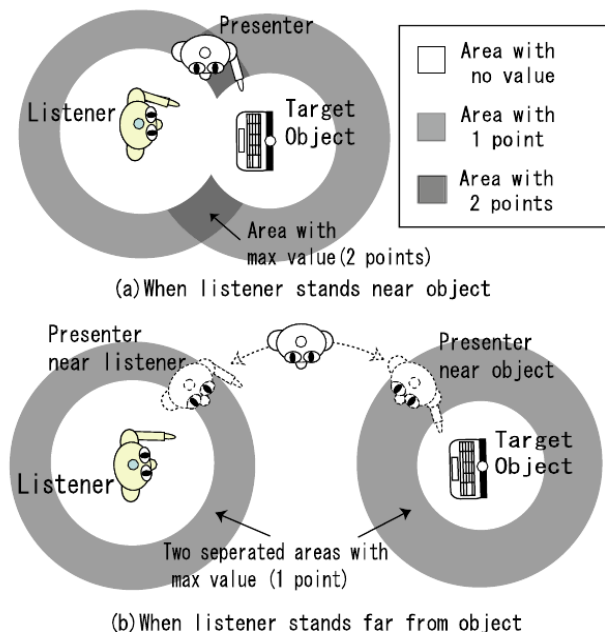 Presenter
Listener
Target
Object
Area with
max value(2 points)
Area with
no value
Area with
1 point
Area with
2 points
(a)When listener stands near object
Presenter
near listener
Presenter
near object
Listener
Target
Object
Two seperated areas with
max value (1 point)
(b)When listener stands far from object